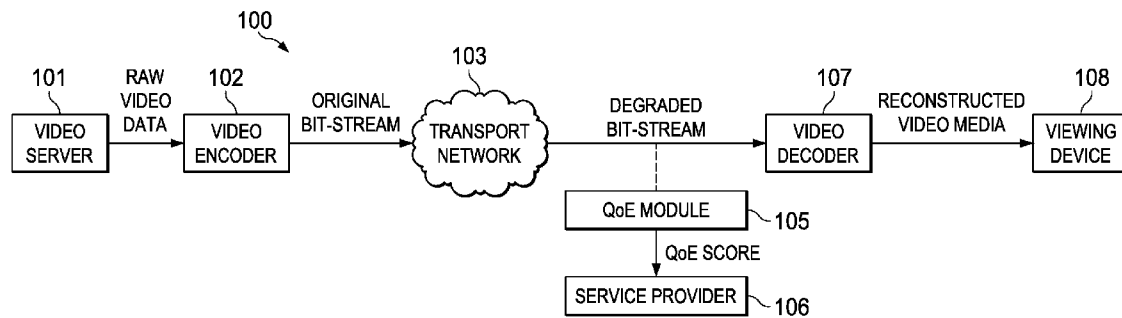 100
101
VIDEO
SERVER
RAW
VIDEO
DATA
102
VIDEO
ENCODER
ORIGINAL
BIT-STREAM
103
TRANSPORT
NETWORK
DEGRADED
BIT-STREAM
107
VIDEO
DECODER
RECONSTRUCTED
VIDEO MEDIA
108
VIEWING
DEVICE
QoE MODULE
105
QoE SCORE
SERVICE PROVIDER
106